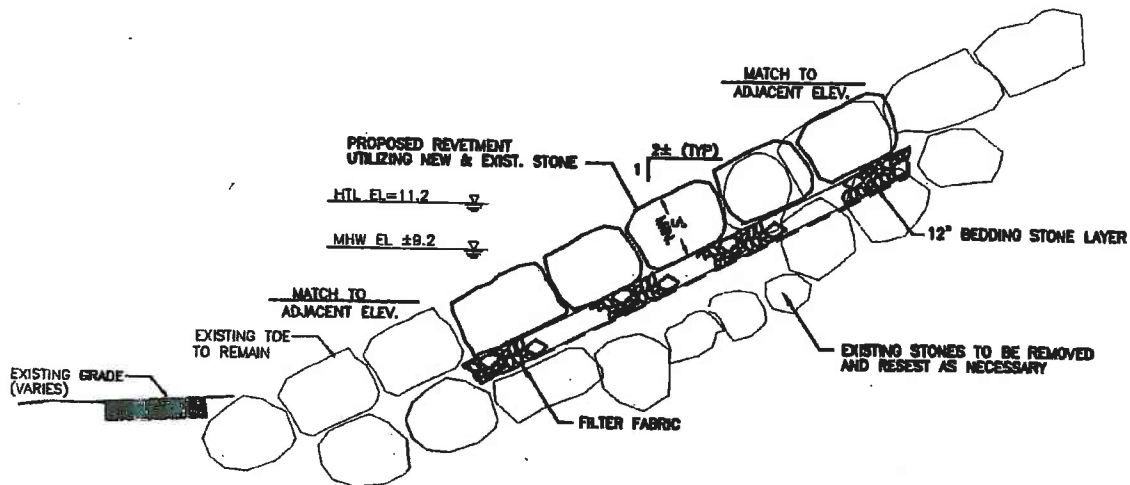 MATCH TO
ADJACENT ELEV.
PROPOSED REVETMENT
UTILIZING NEW & EXIST. STONE
1
2± (TYP)
HTL EL=11.2
MHW EL ±9.2
12" BEDDING STONE LAYER
MATCH TO
ADJACENT ELEV.
EXISTING TOE
TO REMAIN
EXISTING STONES TO BE REMOVED
AND RESEST AS NECESSARY
EXISTING GRADE
(VARIES)
FILTER FABRIC